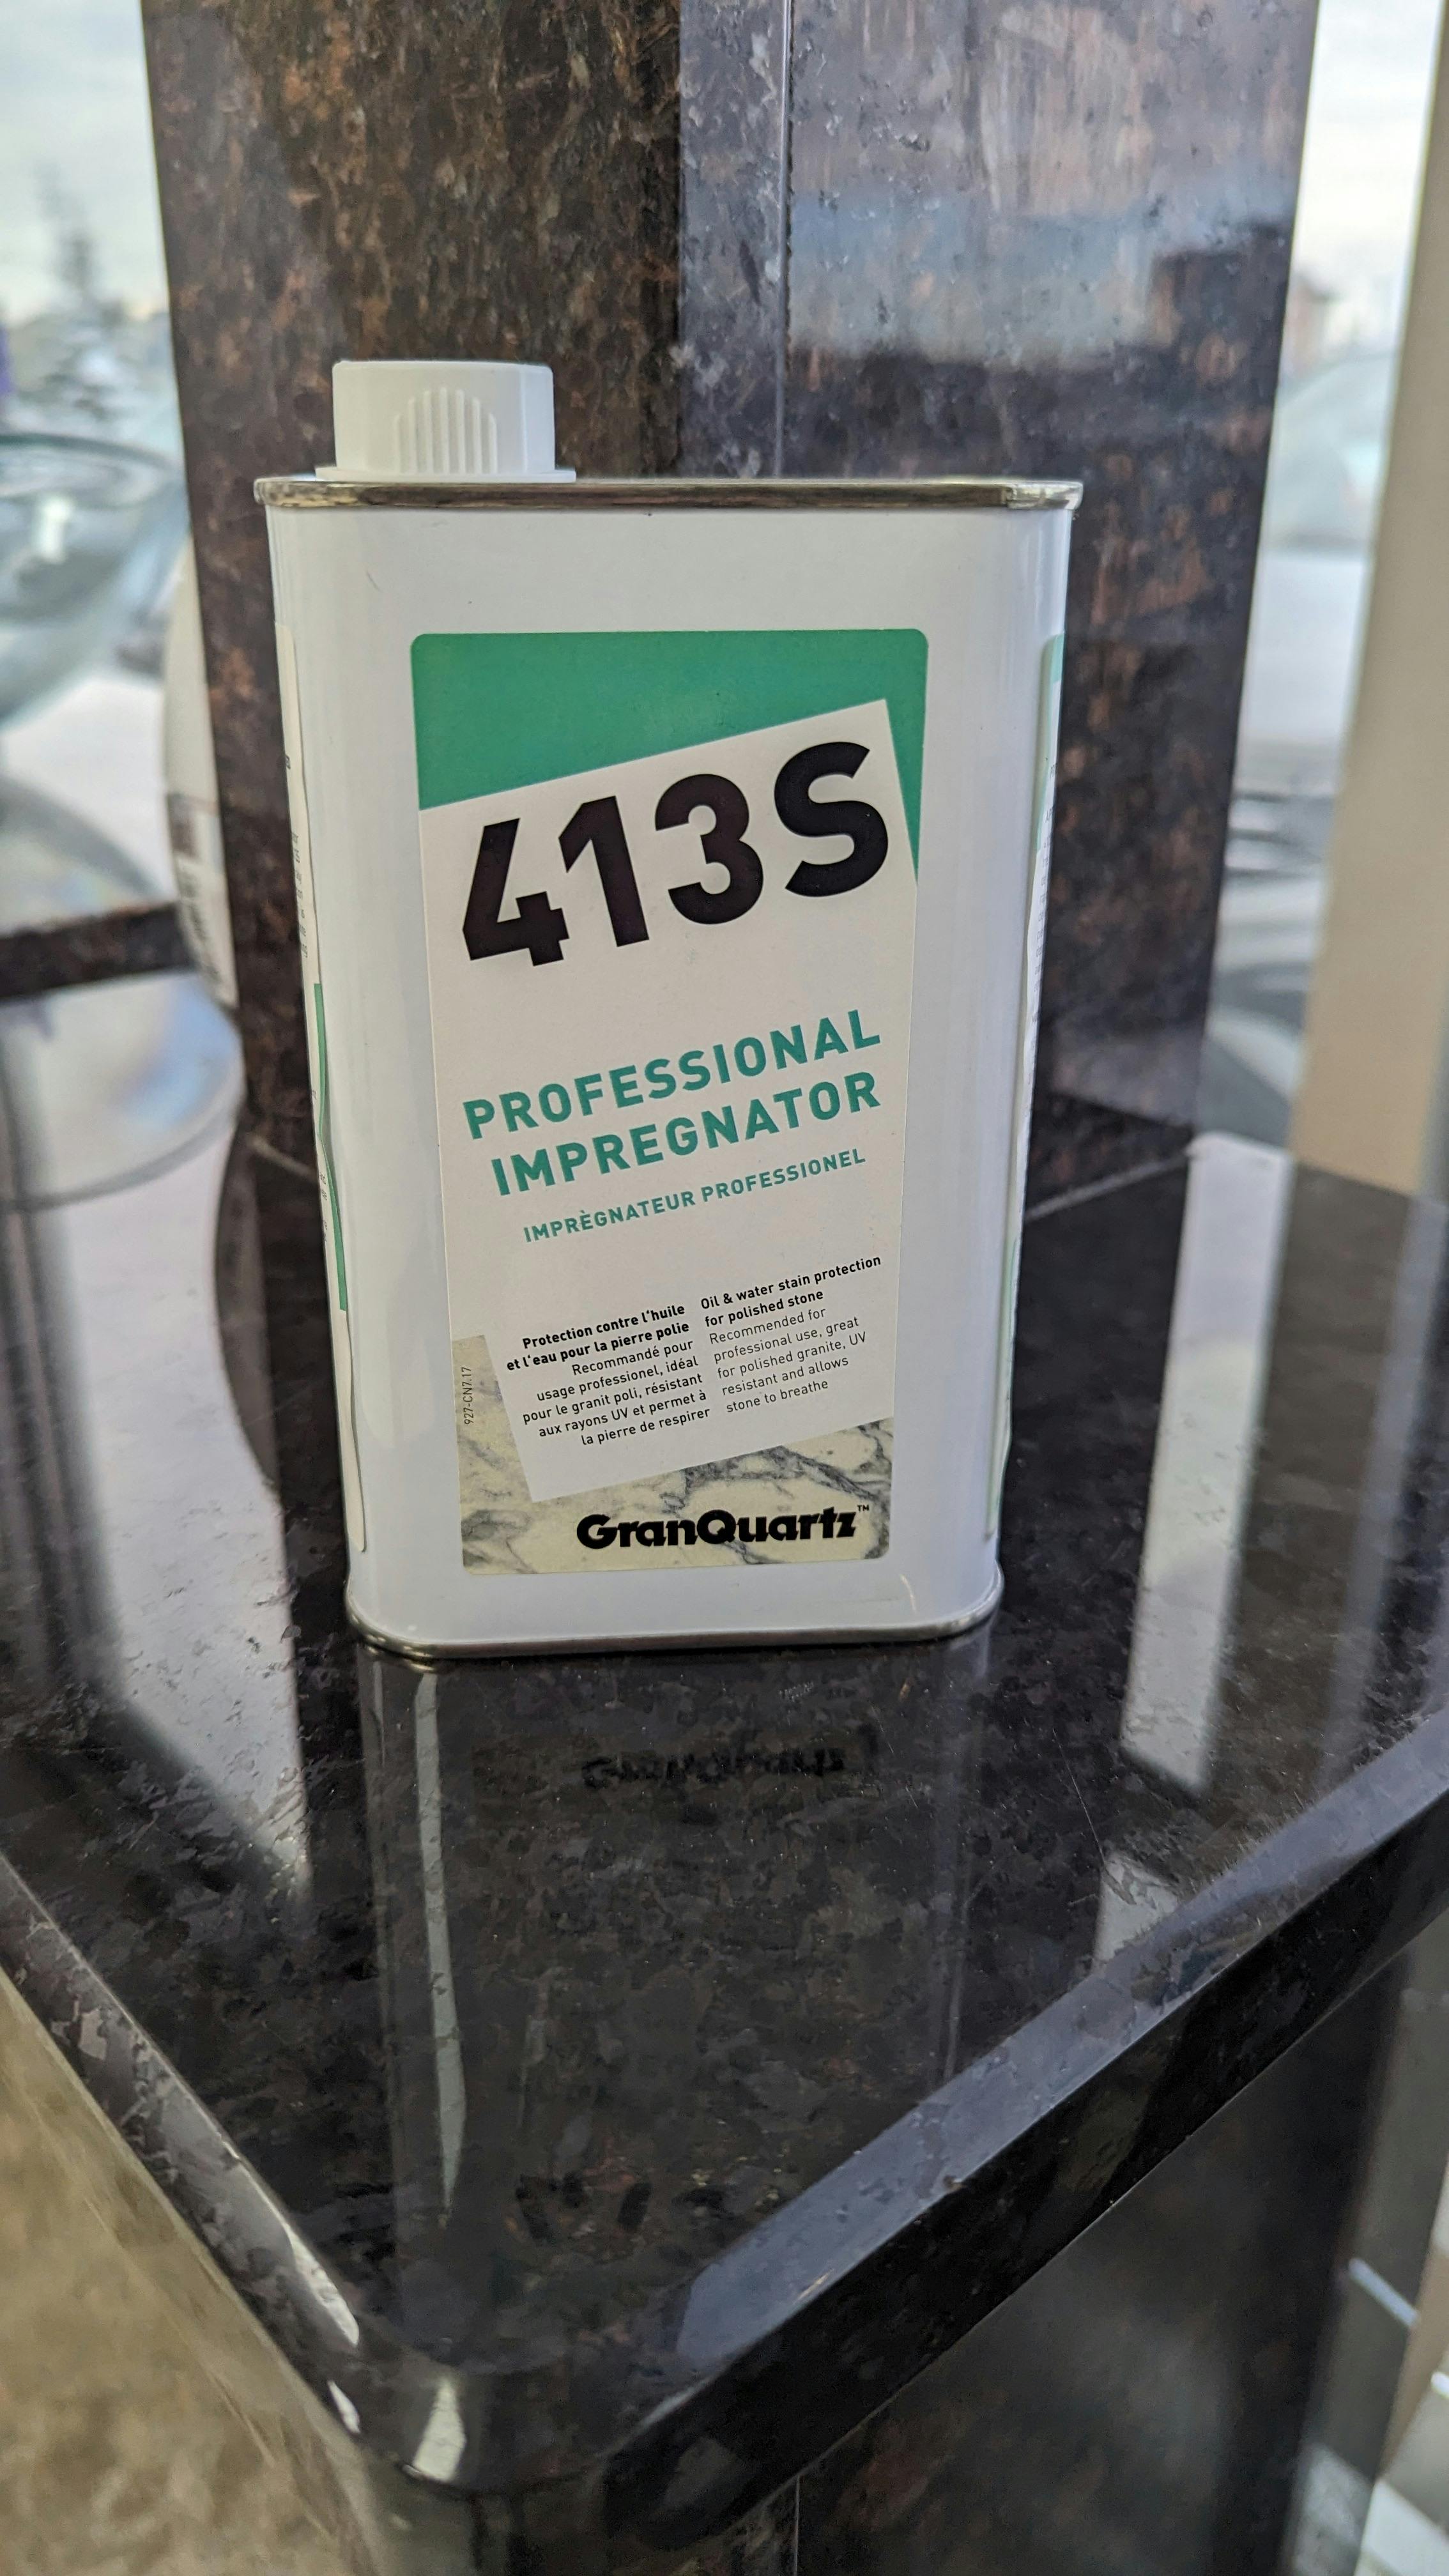 413S
PROFESSIONAL
IMPREGNATOR
IMPRÈGNATEUR PROFESSIONEL
Protection contre l'huile
et l'eau pour la pierre polie
Recommandé pour
usage professionel, idéal
pour le granit poli, résistant
aux rayons UV et permet à
la pierre de respirer
Oil & water stain protection
for polished stone
Recommended for
professional use, great
for polished granite, UV
resistant and allows
stone to breathe
927-CN7.17
GranQuartz™